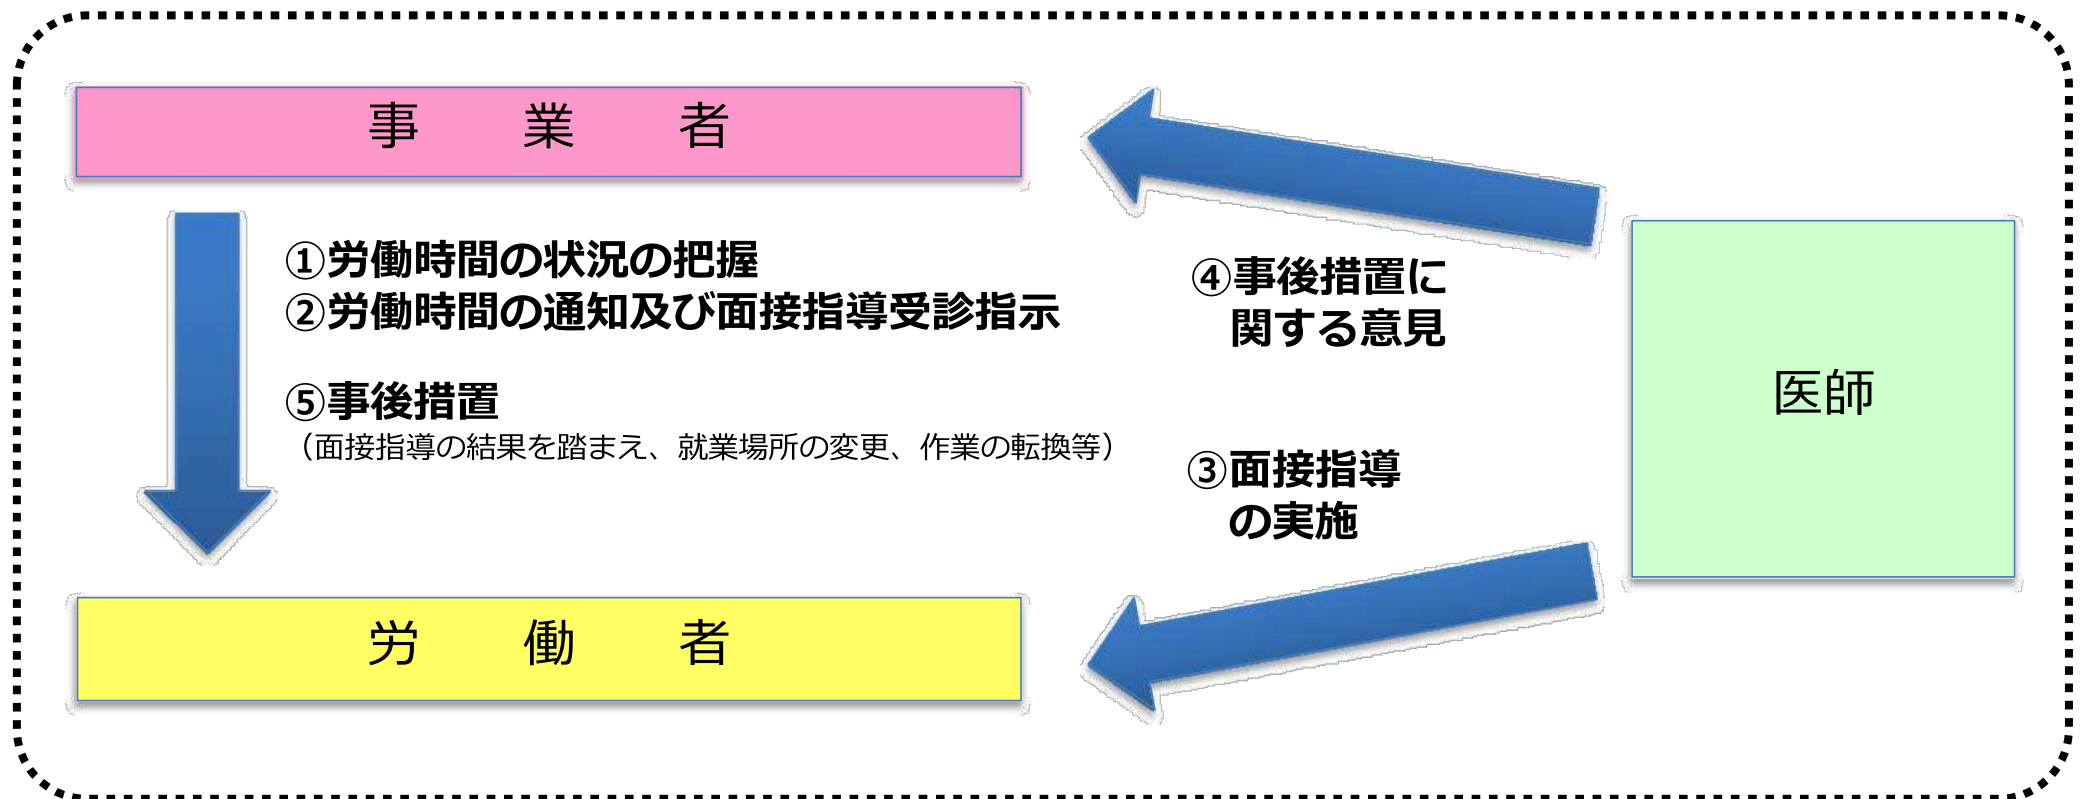 事業者
①労働時間の状況の把握
②労働時間の通知及び面接指導受診指示
⑤事後措置
（面接指導の結果を踏まえ、就業場所の変更、作業の転換等）
労働者
④事後措置に
関する意見
③面接指導
の実施
医師